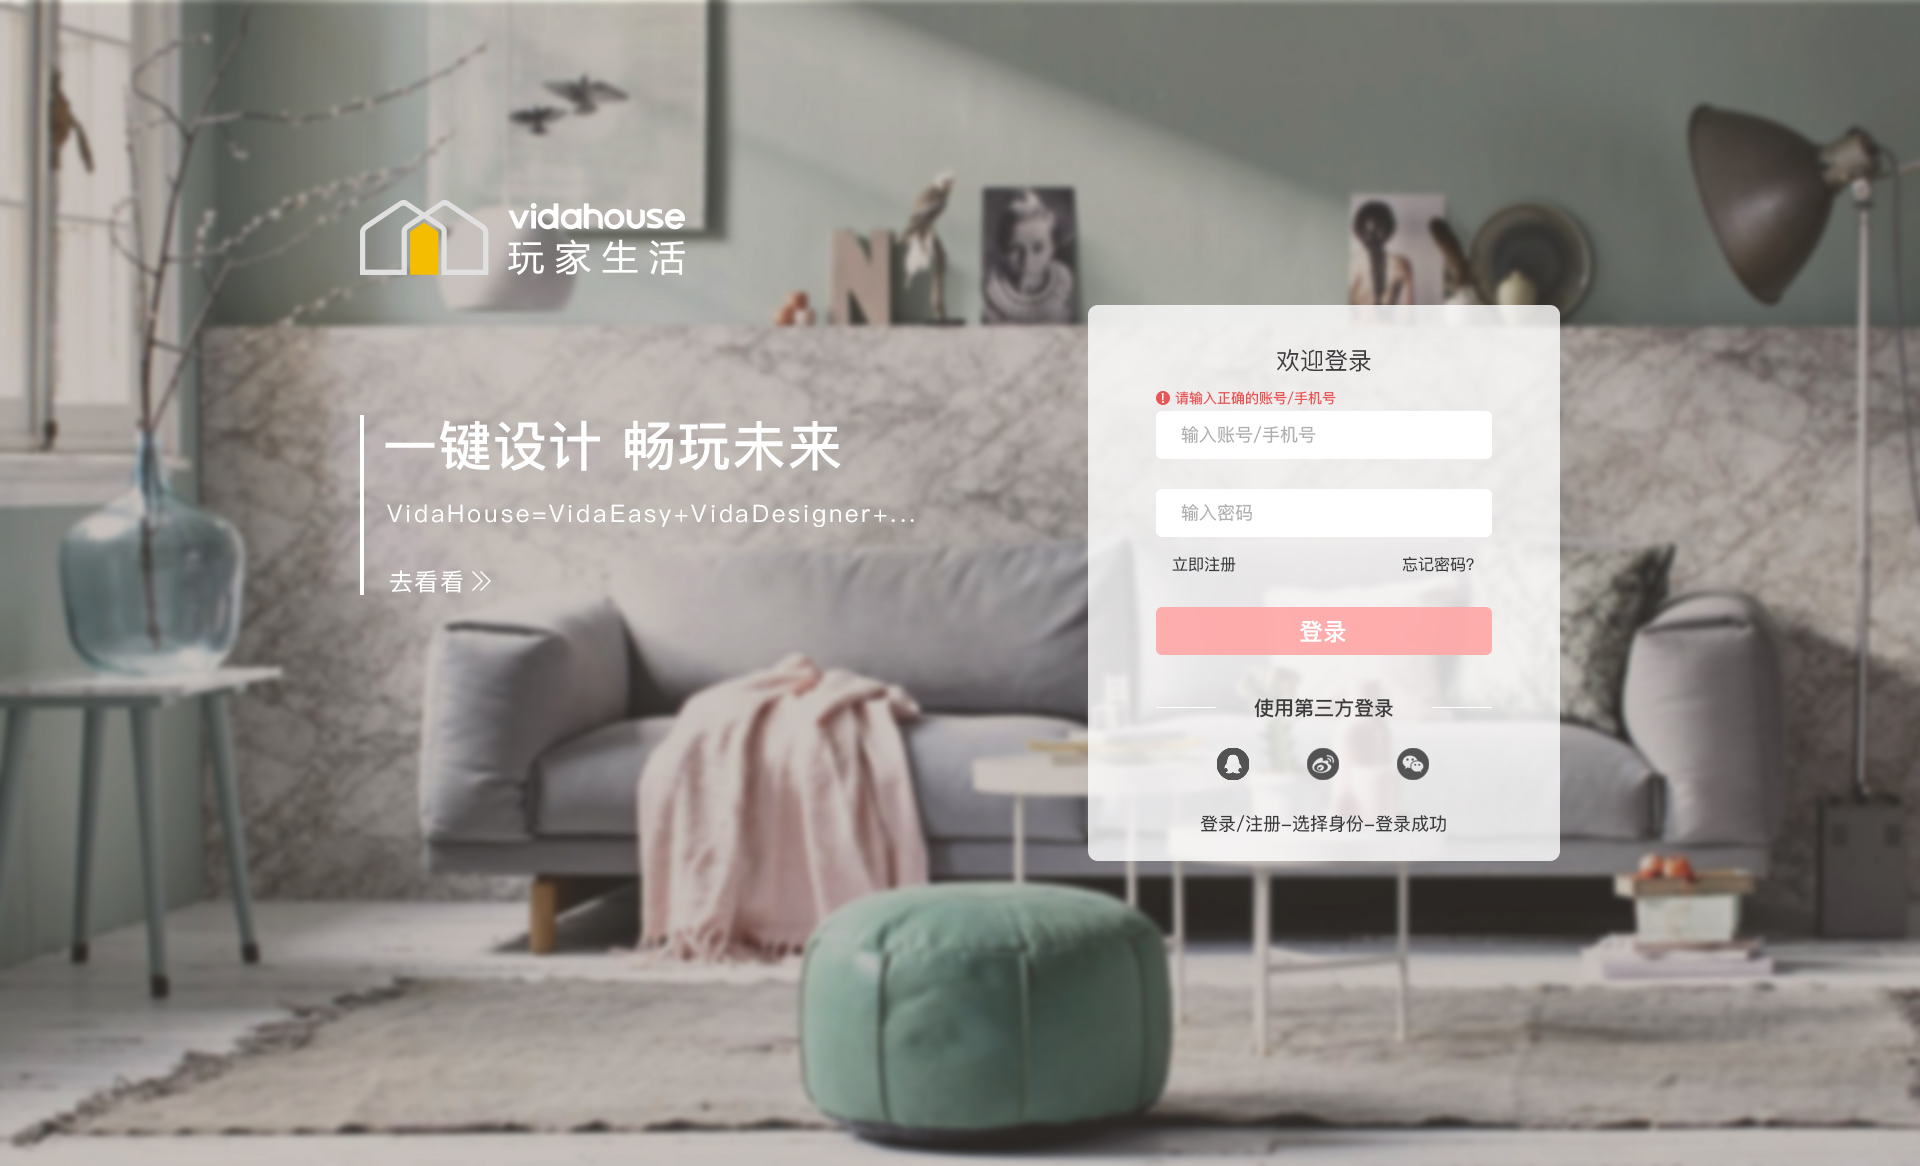 vidahouse
玩家生活
一键设计 畅玩未来
VidaHouse=VidaEasy+VidaDesigner+...
去看看
欢迎登录
请输入正确的账号/手机号
输入账号/手机号
输入密码
立即注册
忘记密码?
登录
使用第三方登录
登录/注册-选择身份-登录成功
N